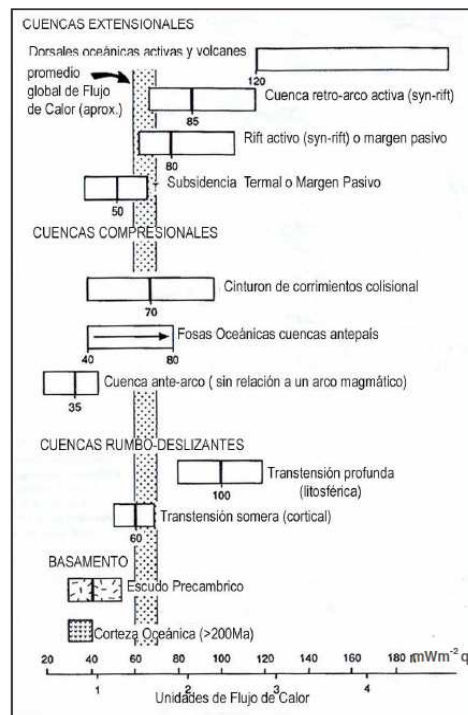 CUENCAS EXTENSIONALES
Dorsales oceánicas activas y volcanes
120
promedio
global de Flujo
de Calor (aprox.)
Cuenca retro-arco activa (syn-rift)
85
Rift activo (syn-rift) o margen pasivo
80
Subsidencia Termal o Margen Pasivo
50
CUENCAS COMPRESIONALES
Cinturon de corrimientos colisional
70
Fosas Oceánicas cuencas antepaís
40 80
Cuenca ante-arco ( sin relación a un arco magmático)
35
CUENCAS RUMBO-DESLIZANTES
Transtensión profunda
(litosférica)
100
Transtensión somera (cortical)
60
BASAMENTO
Escudo Precambrico
Corteza Oceánica (>200Ma)
20 40 60 80 100 120 140 160 180 mWm-2 q
1 2 3 4
Unidades de Flujo de Calor